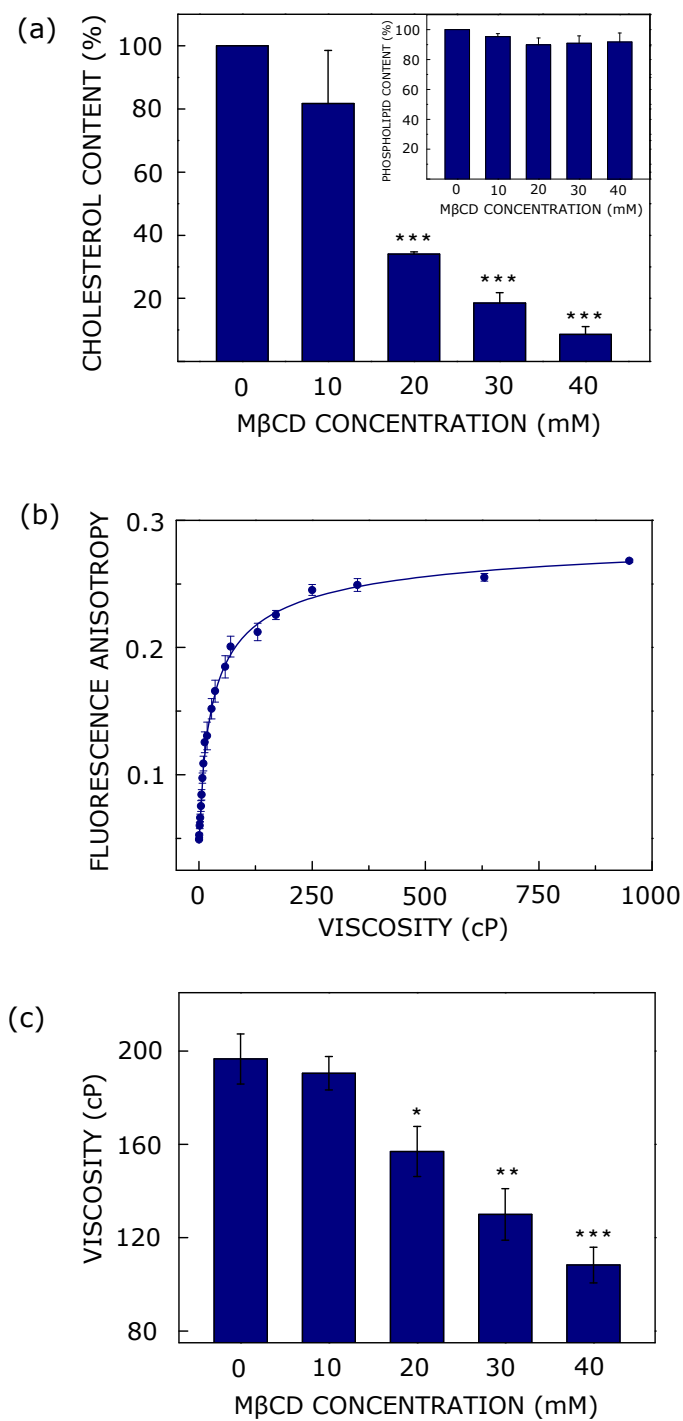 (a)
CHOLESTEROL CONTENT (%)
100
80
60
40
20
***
***
***
0 10 20 30 40
MβCD CONCENTRATION (mM)
PHOSPHOLIPID CONTENT (%)
100
80
60
40
20
0 10 20 30 40
MβCD CONCENTRATION (mM)
(b)
FLUORESCENCE ANISOTROPY
0.3
0.2
0.1
0 250 500 750 1000
VISCOSITY (cP)
(c)
VISCOSITY (cP)
200
160
120
80
*
**
***
0 10 20 30 40
MβCD CONCENTRATION (mM)